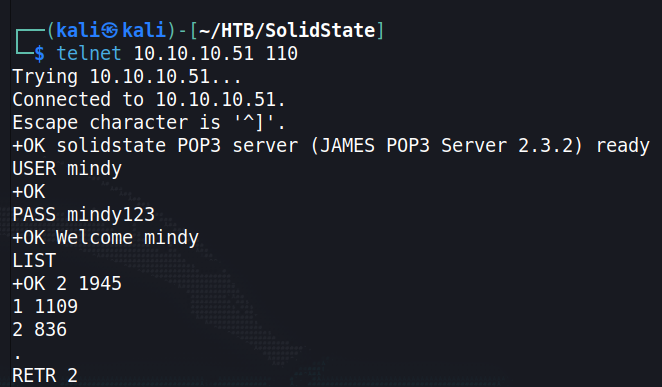 ┌──(kali㉿kali)-[~/HTB/SolidState]
└─$ telnet 10.10.10.51 110
Trying 10.10.10.51...
Connected to 10.10.10.51.
Escape character is '^]'.
+OK solidstate POP3 server (JAMES POP3 Server 2.3.2) ready
USER mindy
+OK
PASS mindy123
+OK Welcome mindy
LIST
+OK 2 1945
1 1109
2 836
.
RETR 2